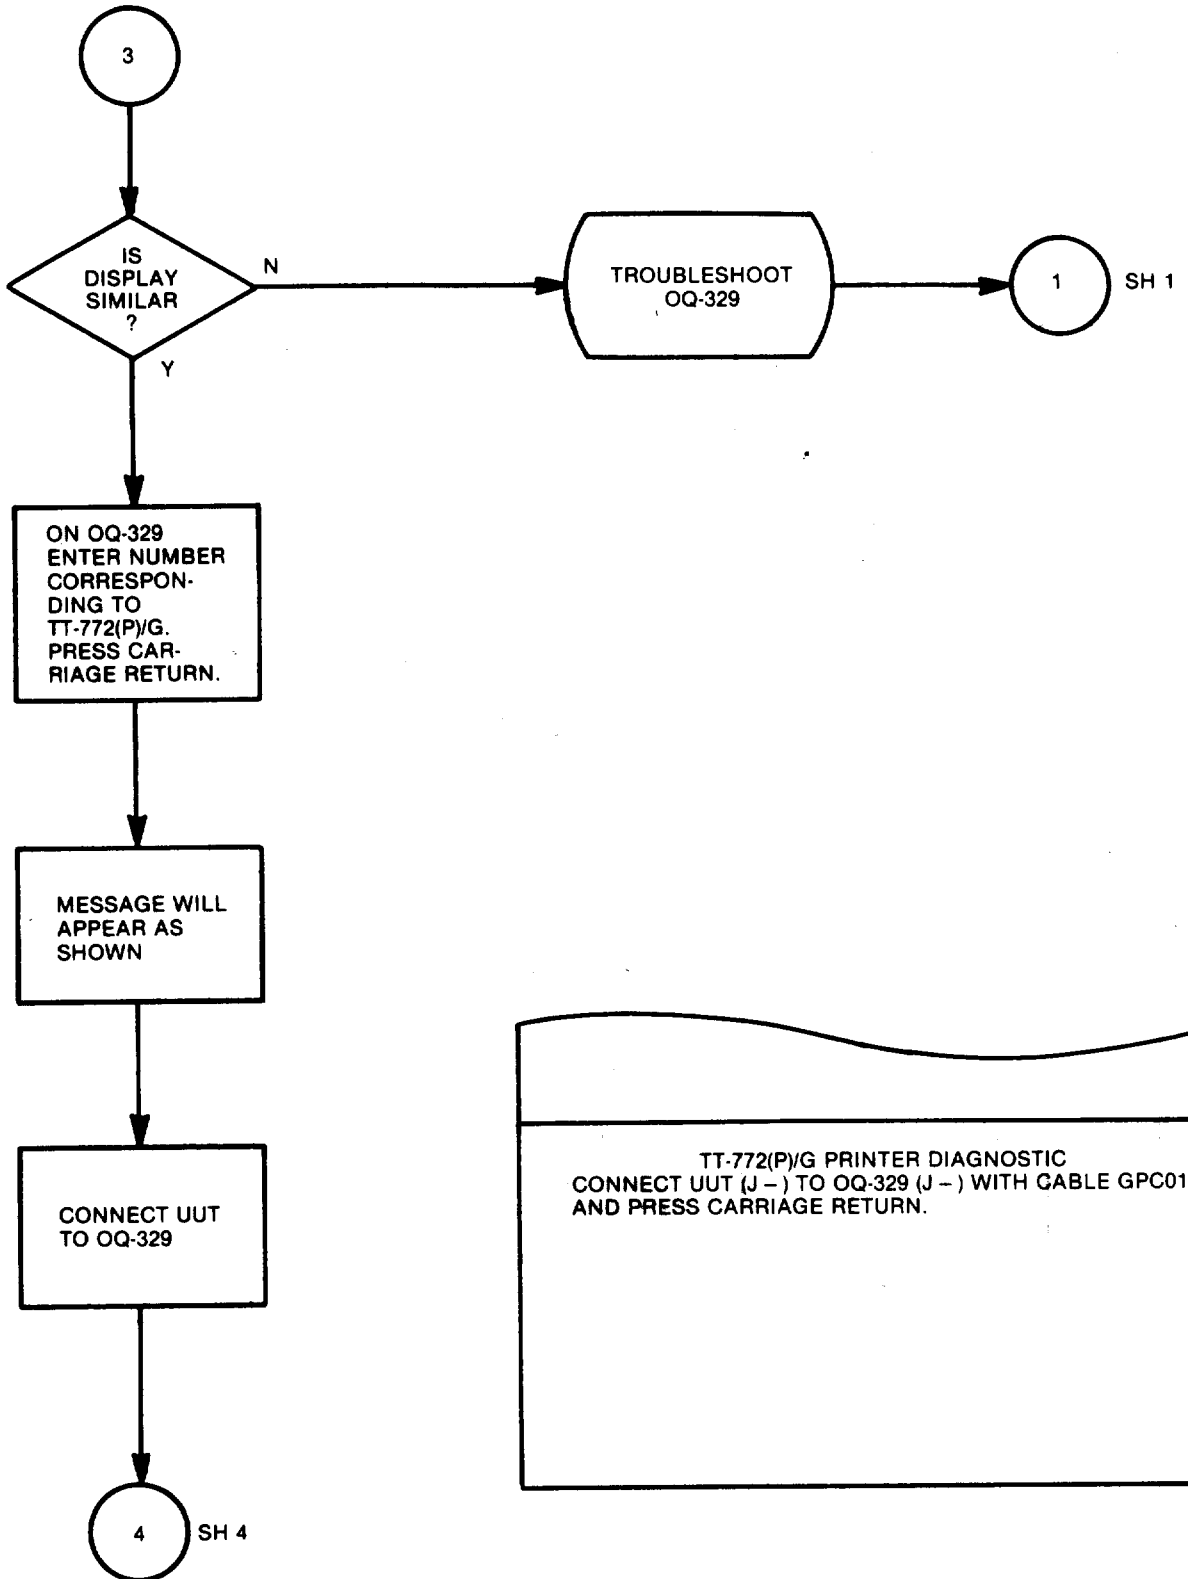 3
IS
DISPLAY
SIMILAR
?
N
Y
TROUBLESHOOT
OQ-329
1
SH 1
ON OQ-329
ENTER NUMBER
CORRESPON-
DING TO
TT-772(P)/G.
PRESS CAR-
RIAGE RETURN.
MESSAGE WILL
APPEAR AS
SHOWN
CONNECT UUT
TO OQ-329
4
SH 4
TT-772(P)/G PRINTER DIAGNOSTIC
CONNECT UUT (J – ) TO OQ-329 (J – ) WITH CABLE GPC01
AND PRESS CARRIAGE RETURN.